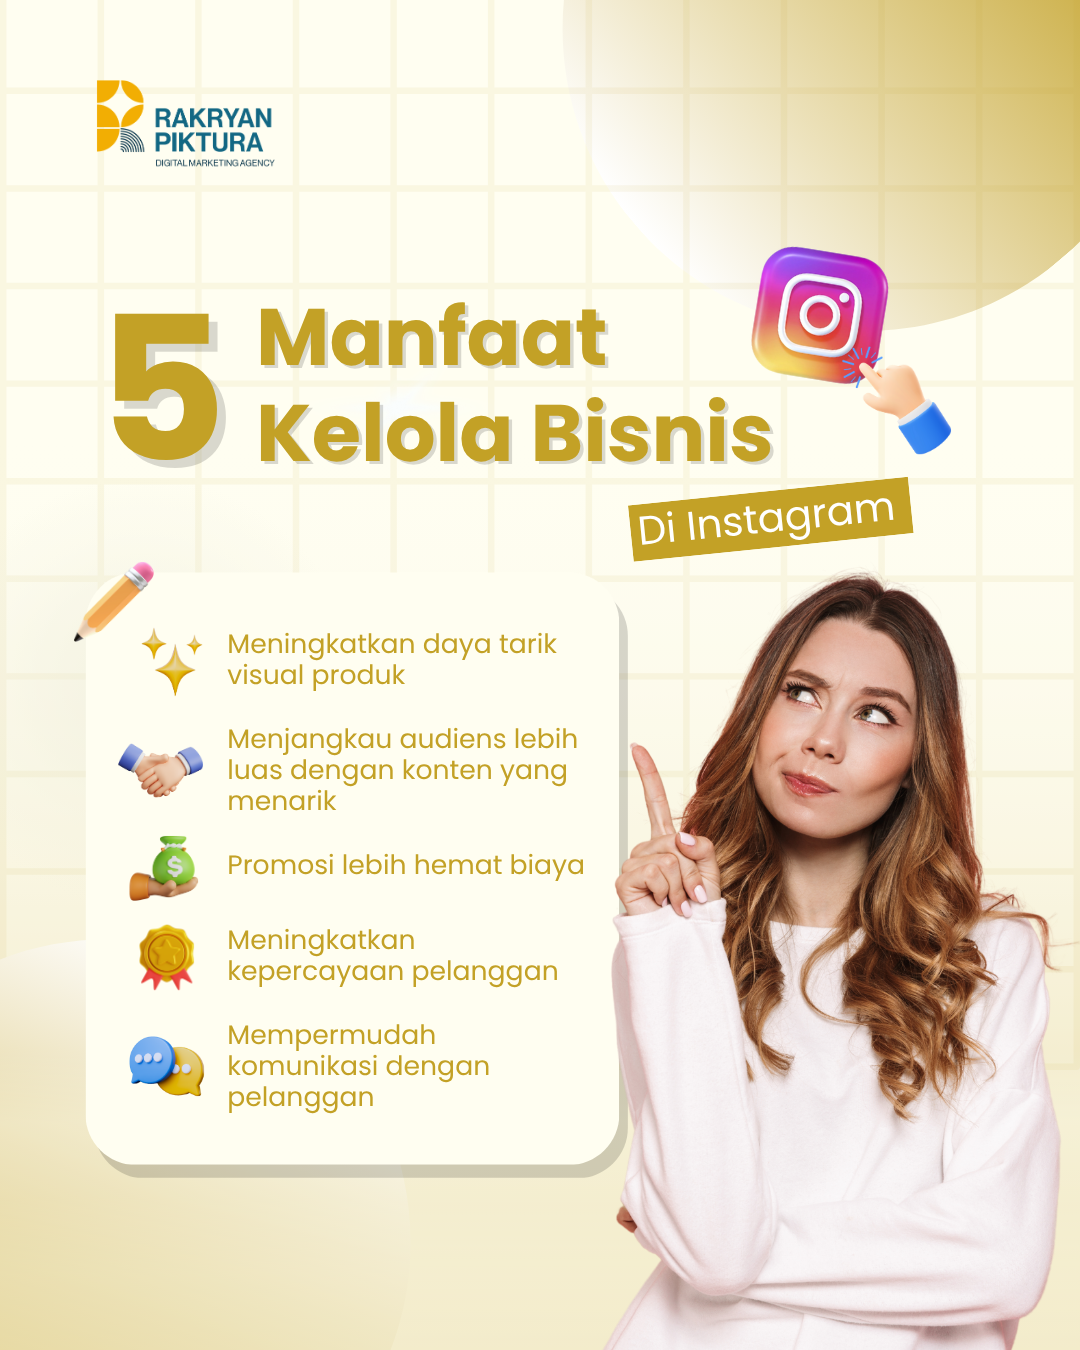 RAKRYAN
PIKTURA
DIGITAL MARKETING AGENCY
5 Manfaat
Kelola Bisnis
Di Instagram
Meningkatkan daya tarik
visual produk
Menjangkau audiens lebih
luas dengan konten yang
menarik
Promosi lebih hemat biaya
Meningkatkan
kepercayaan pelanggan
Mempermudah
komunikasi dengan
pelanggan